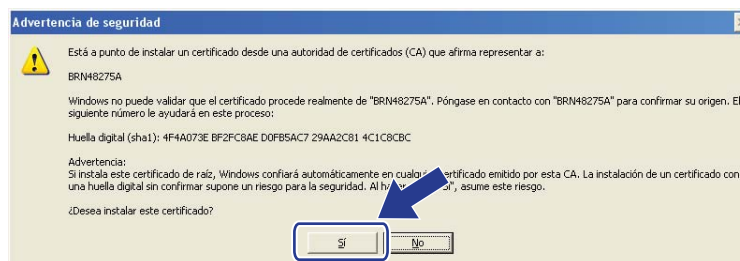 Advertencia de seguridad
Está a punto de instalar un certificado desde una autoridad de certificados (CA) que afirma representar a:
BRN48275A
Windows no puede validar que el certificado procede realmente de "BRN48275A". Póngase en contacto con "BRN48275A" para confirmar su origen. El
siguiente número le ayudará en este proceso:
Huella digital (sha1): 4F4A073E BF2FC8AE D0FB5AC7 29AA2C81 4C1C8CBC
Advertencia:
Si instala este certificado de raíz, Windows confiará automáticamente en cualquier certificado emitido por esta CA. La instalación de un certificado con
una huella digital sin confirmar supone un riesgo para la seguridad. Al "Sí", asume este riesgo.
¿Desea instalar este certificado?
Sí
No